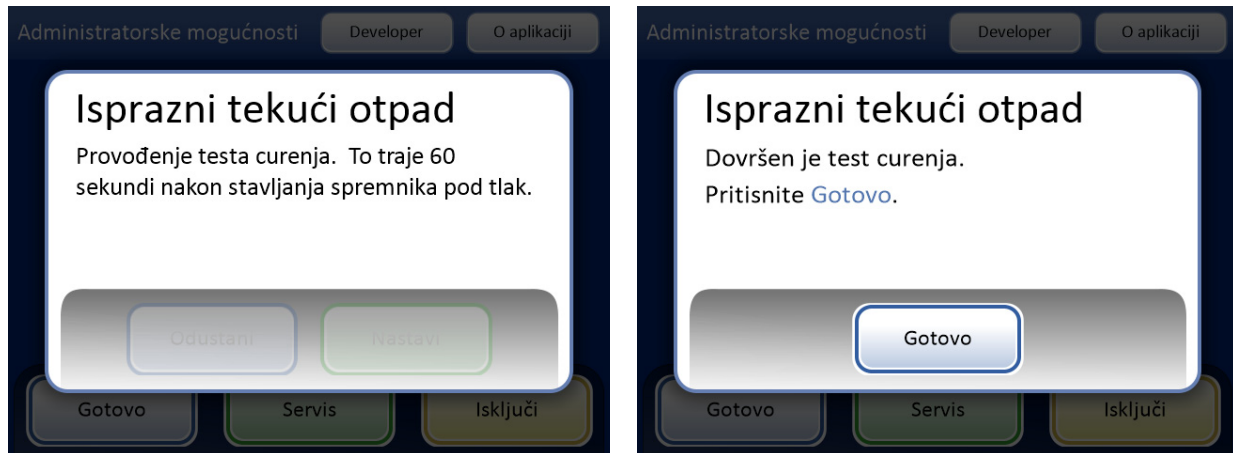 Administratorske mogućnosti
Developer
O aplikaciji
Isprazni tekući otpad
Provođenje testa curenja. To traje 60
sekundi nakon stavljanja spremnika pod tlak.
Odustani
Nastavi
Gotovo
Servis
Isključi
Administratorske mogućnosti
Developer
O aplikaciji
Isprazni tekući otpad
Dovršen je test curenja.
Pritisnite Gotovo.
Gotovo
Gotovo
Servis
Isključi